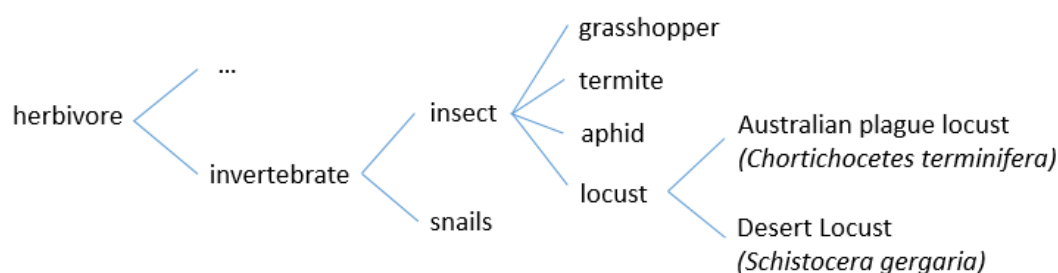 grasshopper
...
termite
herbivore
insect
aphid
Australian plague locust
(Chortichocetes terminifera)
invertebrate
locust
snails
Desert Locust
(Schistocera gergaria)